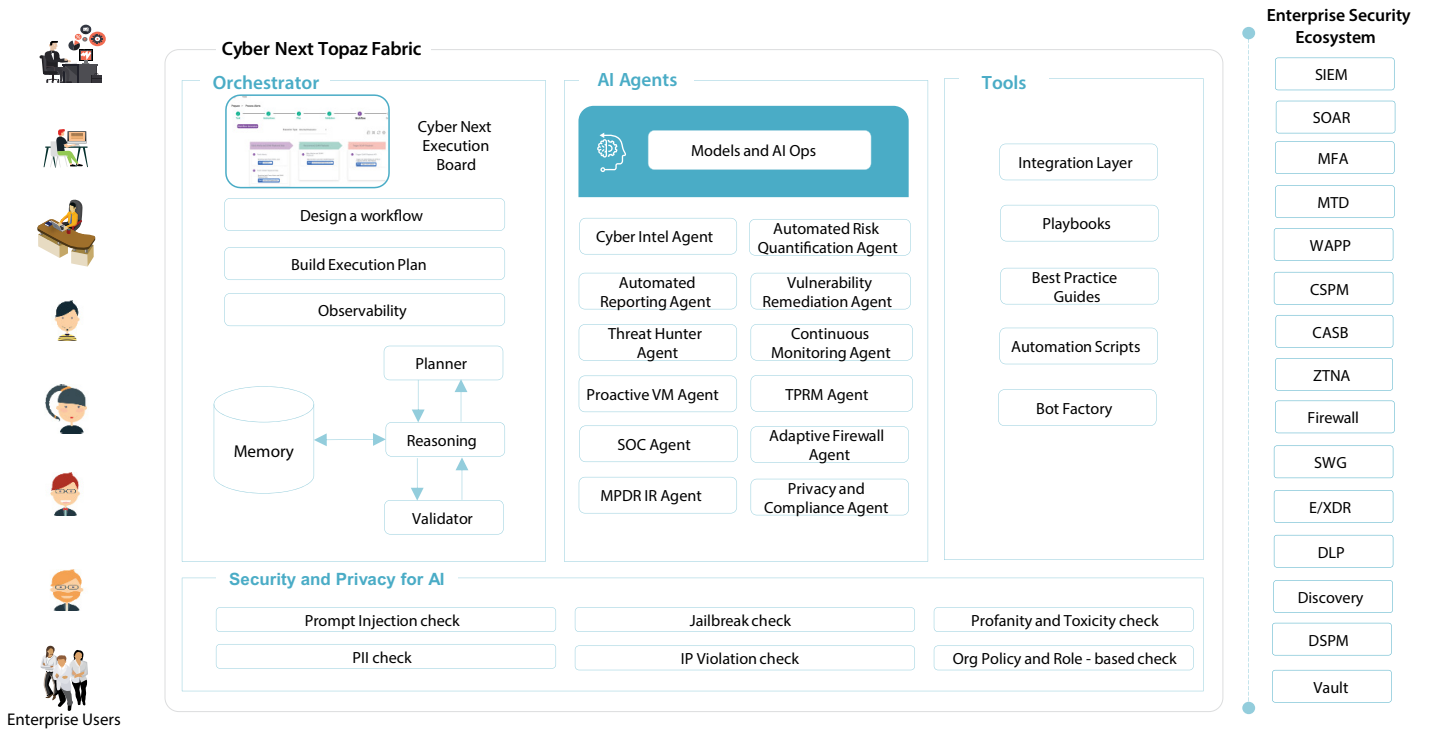 Enterprise Security
Ecosystem
Cyber Next Topaz Fabric
Orchestrator
Cyber Next
Execution
Board
Design a workflow
Build Execution Plan
Observability
Planner
Memory
Reasoning
Validator
AI Agents
Models and AI Ops
Cyber Intel Agent
Automated Risk
Quantification Agent
Automated
Reporting Agent
Vulnerability
Remediation Agent
Threat Hunter
Agent
Continuous
Monitoring Agent
Proactive VM Agent
TPRM Agent
SOC Agent
Adaptive Firewall
Agent
MPDR IR Agent
Privacy and
Compliance Agent
Tools
Integration Layer
Playbooks
Best Practice
Guides
Automation Scripts
Bot Factory
Security and Privacy for AI
Prompt Injection check
Jailbreak check
Profanity and Toxicity check
PII check
IP Violation check
Org Policy and Role - based check
SIEM
SOAR
MFA
MTD
WAPP
CSPM
CASB
ZTNA
Firewall
SWG
E/XDR
DLP
Discovery
DSPM
Vault
Enterprise Users